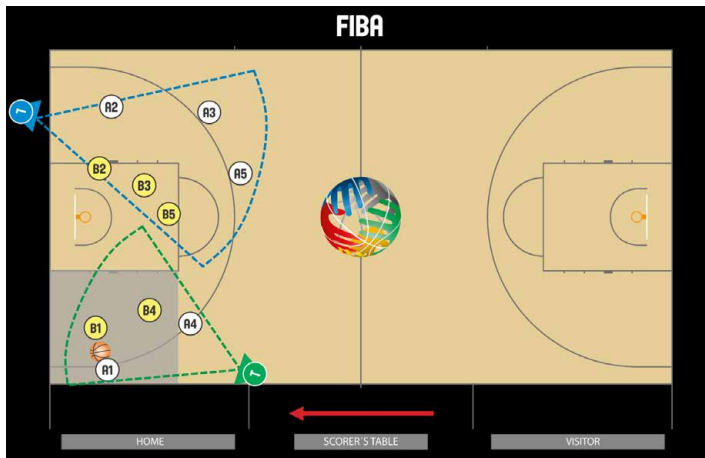 FIBA
L
A2
A3
B2
A5
B3
B5
B4
A4
B1
A1
T
HOME
SCORER´S TABLE
VISITOR